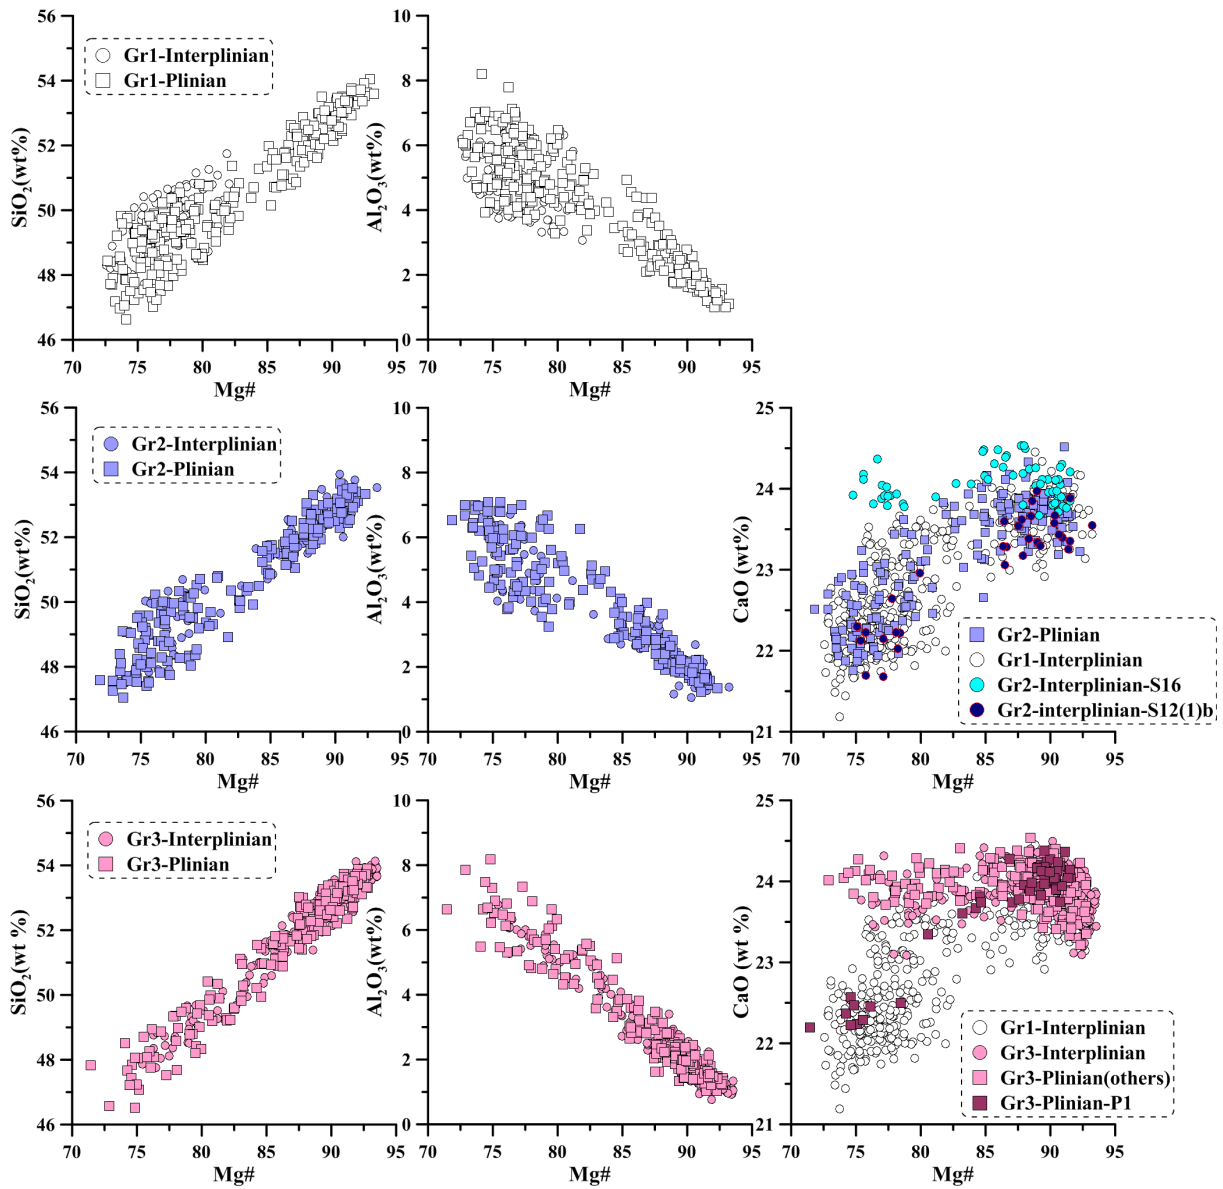 56
54
52
50
48
46
SiO2(wt%)
Gr1-Interplinian
Gr1-Plinian
70 75 80 85 90 95
Mg#
10
8
6
4
2
0
Al2O3(wt%)
70 75 80 85 90 95
Mg#
56
54
52
50
48
46
SiO2(wt%)
Gr2-Interplinian
Gr2-Plinian
70 75 80 85 90 95
Mg#
10
8
6
4
2
0
Al2O3(wt%)
70 75 80 85 90 95
Mg#
25
24
23
22
21
CaO (wt%)
Gr2-Plinian
Gr1-Interplinian
Gr2-Interplinian-S16
Gr2-interplinian-S12(1)b
70 75 80 85 90 95
Mg#
56
54
52
50
48
46
SiO2(wt %)
Gr3-Interplinian
Gr3-Plinian
70 75 80 85 90 95
Mg#
10
8
6
4
2
0
Al2O3(wt%)
70 75 80 85 90 95
Mg#
25
24
23
22
21
CaO (wt %)
Gr1-Interplinian
Gr3-Interplinian
Gr3-Plinian(others)
Gr3-Plinian-P1
70 75 80 85 90 95
Mg#